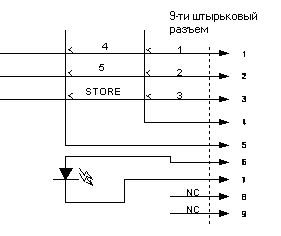 9-ти штырьковый
разъем
4 1 1
5 2 2
STORE 3 3
4
5
6
7
NC 8
NC 9